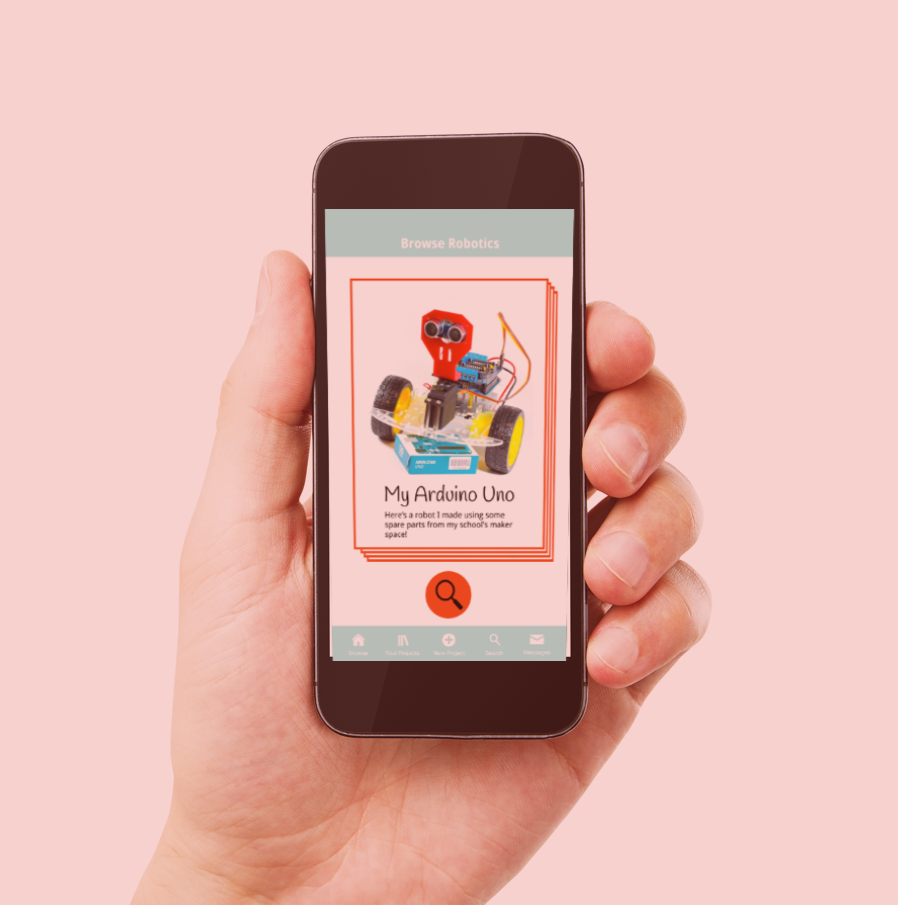 Browse Robotics
ARDUINO
UNO
My Arduino Uno
Here's a robot I made using some
spare parts from my school's maker
space!
Browse
Your Projects
New Project
Search
Messages